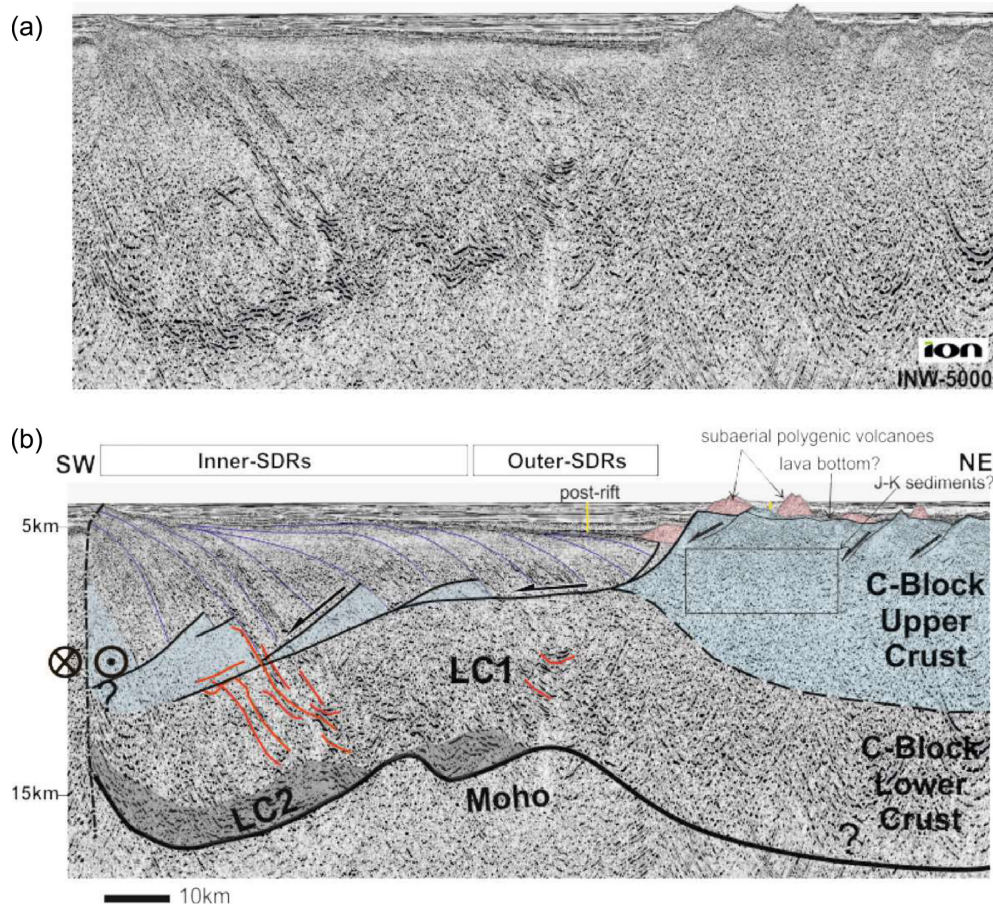 (a)
ion
INW-5000
(b)
subaerial polygenic volcanoes
SW
Inner-SDRs
Outer-SDRs
lava bottom?
NE
post-rift
J-K sediments?
5km
C-Block
Upper
Crust
LC1
?
C-Block
Lower
Crust
15km
LC2
Moho
?
10km